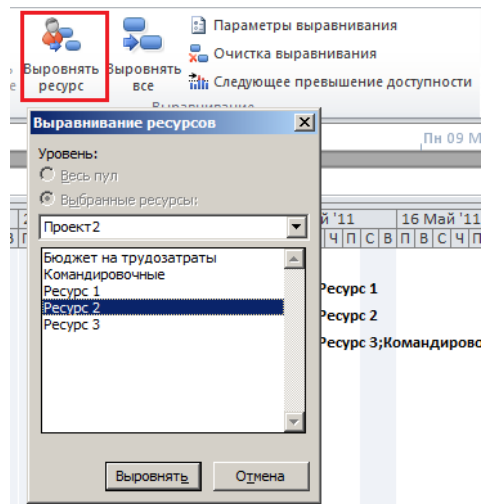 Параметры выравнивания
Очистка выравнивания
Выровнять ресурс
Выровнять все
Следующее превышение доступности
Выравнивание
Выравнивание ресурсов
Пн 09 М
Уровень:
Весь пул
Выбранные ресурсы:
Проект2
й '11
16 Май '11
Ч П С В П В С Ч П
Бюджет на трудозатраты
Командировочные
Ресурс 1
Ресурс 2
Ресурс 3
Ресурс 1
Ресурс 2
Ресурс 3;Командирово
Выровнять
Отмена